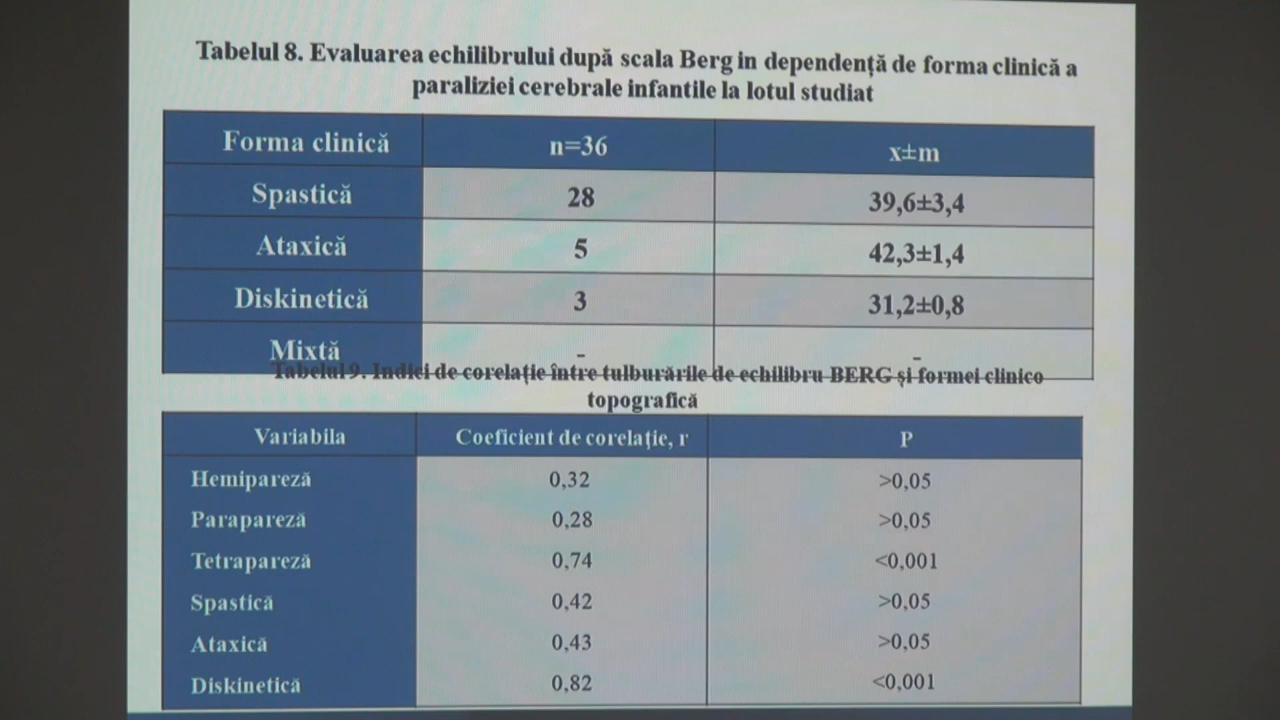 Tabelul 8. Evaluarea echilibrului după scala Berg in dependență de forma clinică a
paraliziei cerebrale infantile la lotul studiat
Forma clinică n=36 x±m
Spastică 28 39,6±3,4
Ataxică 5 42,3±1,4
Diskinetică 3 31,2±0,8
Mixtă - -
Tabelul 9. Indici de corelație între tulburările de echilibru BERG și formei clinico
topografică
Variabila Coeficient de corelație, r P
Hemipareză 0,32 >0,05
Parapareză 0,28 >0,05
Tetrapareză 0,74 <0,001
Spastică 0,42 >0,05
Ataxică 0,43 >0,05
Diskinetică 0,82 <0,001